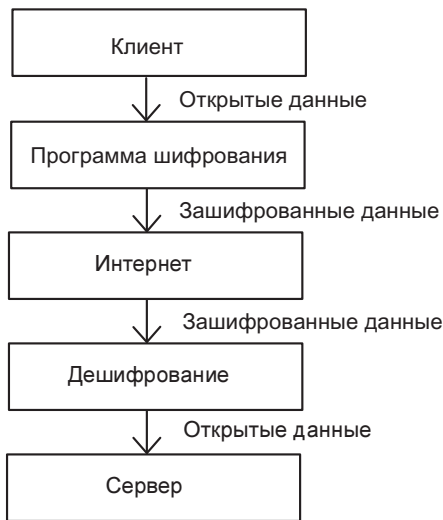 Клиент
Открытые данные
Программа шифрования
Зашифрованные данные
Интернет
Зашифрованные данные
Дешифрование
Открытые данные
Сервер